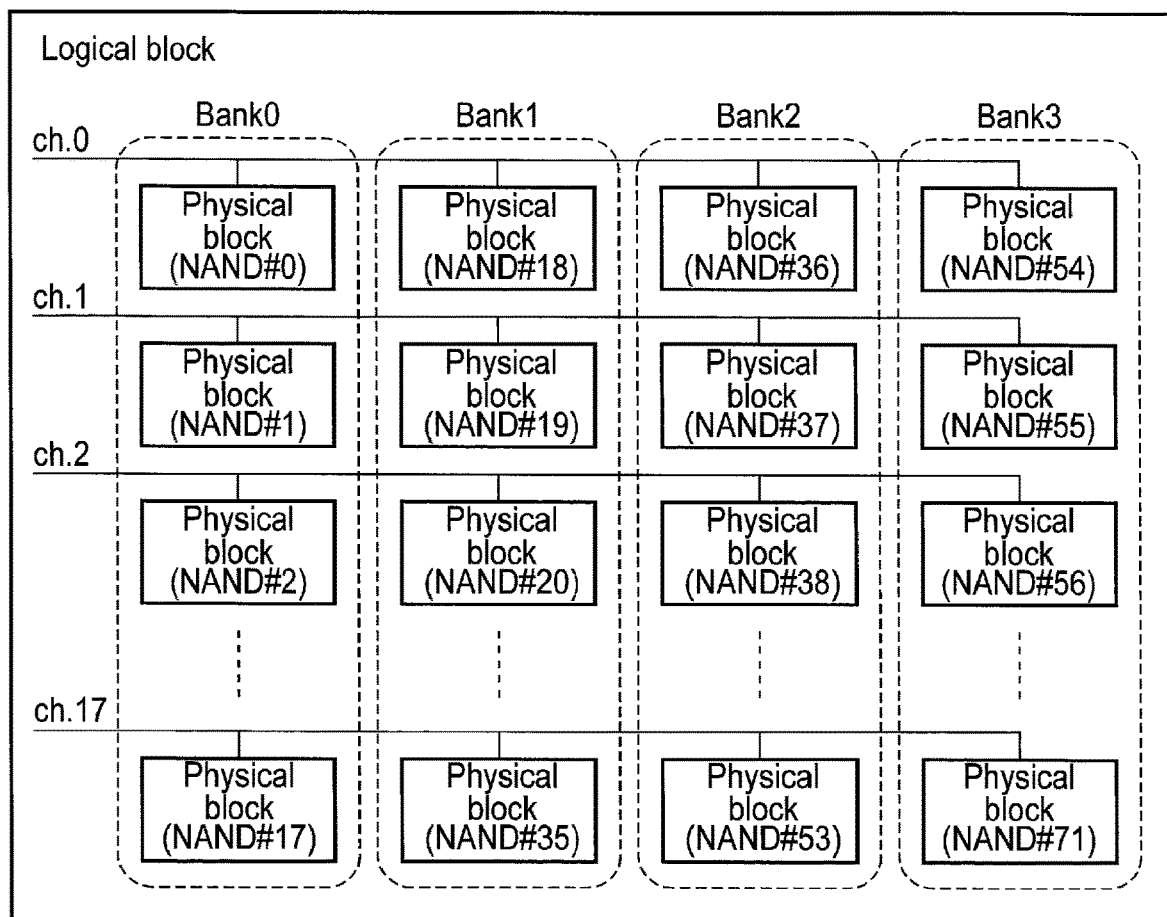 Logical block
Bank0 Bank1 Bank2 Bank3
ch.0
Physical Physical Physical Physical
block block block block
(NAND#0) (NAND#18) (NAND#36) (NAND#54)
ch.1
Physical Physical Physical Physical
block block block block
(NAND#1) (NAND#19) (NAND#37) (NAND#55)
ch.2
Physical Physical Physical Physical
block block block block
(NAND#2) (NAND#20) (NAND#38) (NAND#56)
ch.17
Physical Physical Physical Physical
block block block block
(NAND#17) (NAND#35) (NAND#53) (NAND#71)